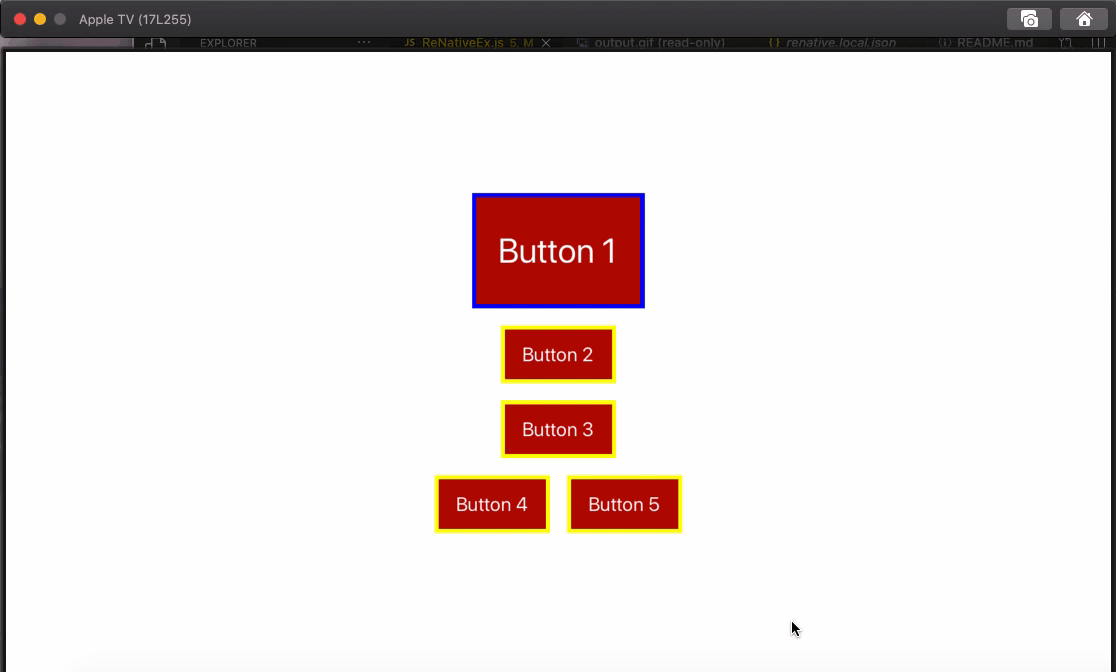 Apple TV (17L255)
EXPLORER ··· JS ReNativeEx.js 5, M output.gif (read-only) {} renative.local.json README.md
Button 1
Button 2
Button 3
Button 4 Button 5